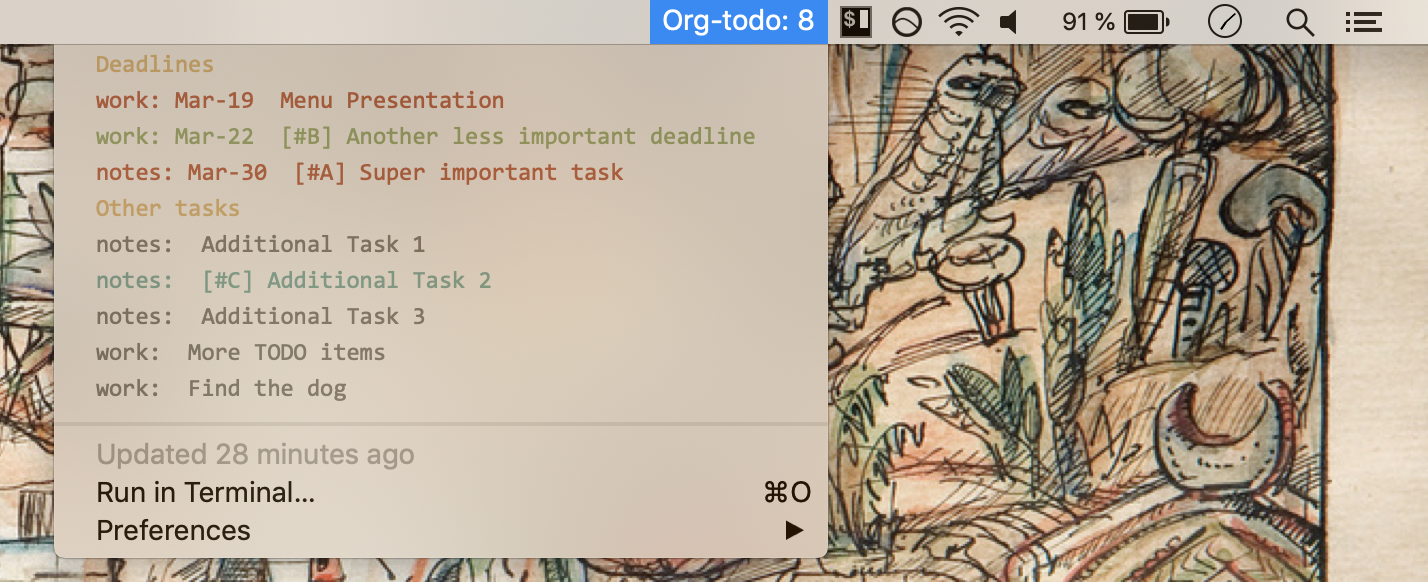 Org-todo: 8 $ 91 %
Deadlines
work: Mar-19  Menu Presentation
work: Mar-22  [#B] Another less important deadline
notes: Mar-30  [#A] Super important task
Other tasks
notes:  Additional Task 1
notes:  [#C] Additional Task 2
notes:  Additional Task 3
work:  More TODO items
work:  Find the dog
Updated 28 minutes ago
Run in Terminal... ⌘O
Preferences ▶